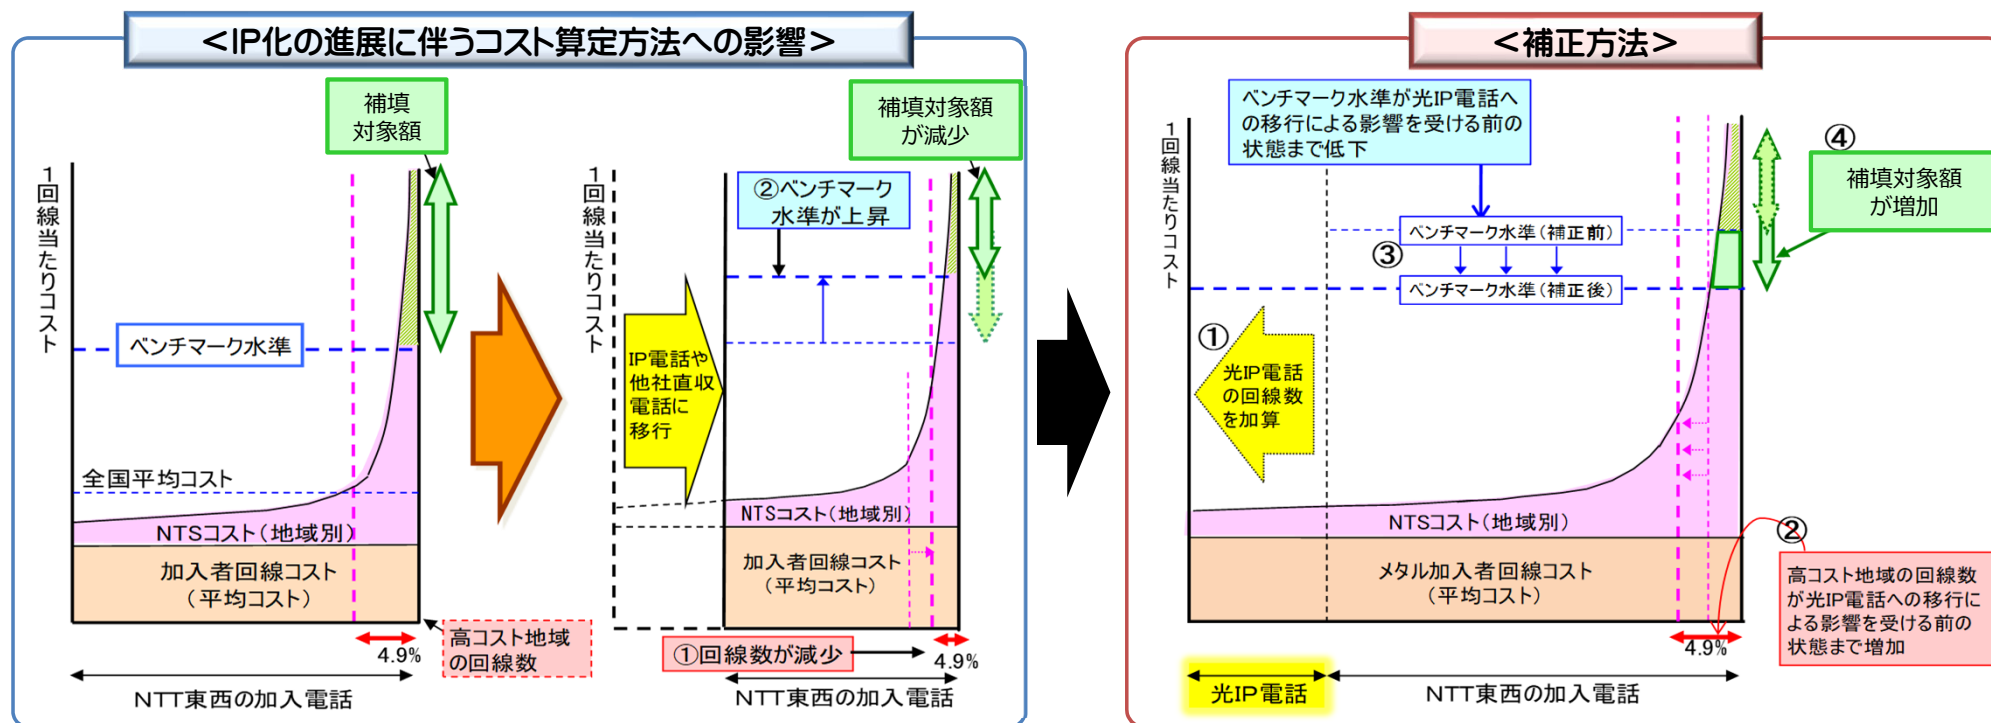 ＜IP化の進展に伴うコスト算定方法への影響＞
補填
対象額
1回線当たりコスト
ベンチマーク水準
全国平均コスト
NTSコスト(地域別)
加入者回線コスト
(平均コスト)
4.9%
高コスト地域
の回線数
NTT東西の加入電話
補填対象額
が減少
1回線当たりコスト
②ベンチマーク
水準が上昇
IP電話や
他社直収
電話に
移行
NTSコスト(地域別)
加入者回線コスト
(平均コスト)
①回線数が減少
4.9%
NTT東西の加入電話
＜補正方法＞
ベンチマーク水準が光IP電話へ
の移行による影響を受ける前の
状態まで低下
1回線当たりコスト
④
補填対象額
が増加
ベンチマーク水準(補正前)
③
ベンチマーク水準(補正後)
①
光IP電話
の回線数
を加算
NTSコスト(地域別)
メタル加入者回線コスト
(平均コスト)
②
高コスト地域の回線数
が光IP電話への移行に
よる影響を受ける前の
状態まで増加
4.9%
光IP電話
NTT東西の加入電話